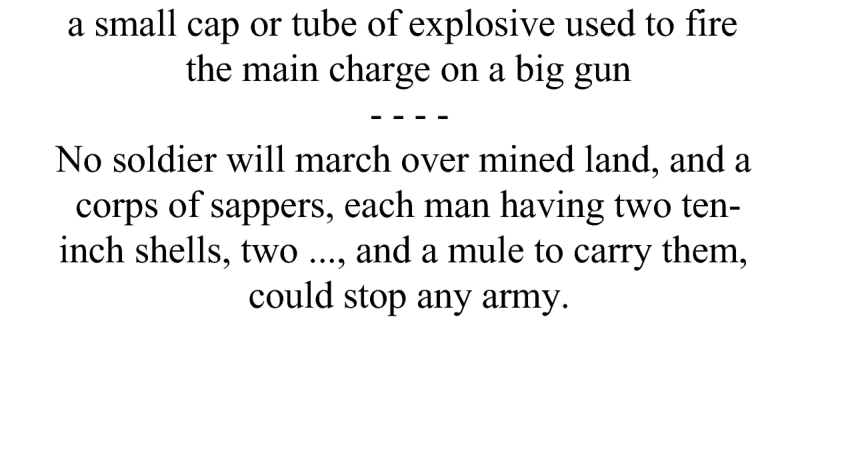 a small cap or tube of explosive used to fire
the main charge on a big gun
- - - -
No soldier will march over mined land, and a
corps of sappers, each man having two ten-
inch shells, two ..., and a mule to carry them,
could stop any army.